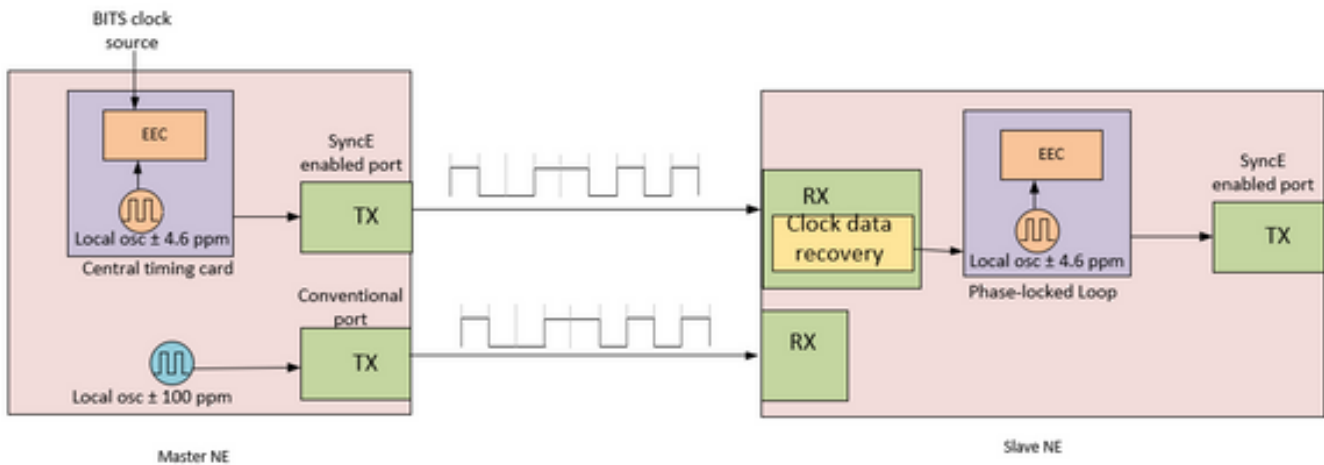 BITS clock
source
EEC
Local osc ± 4.6 ppm
Central timing card
SyncE
enabled port
TX
Conventional
port
TX
Local osc ± 100 ppm
Master NE
RX
Clock data
recovery
EEC
Local osc ± 4.6 ppm
Phase-locked Loop
SyncE
enabled port
TX
RX
Slave NE